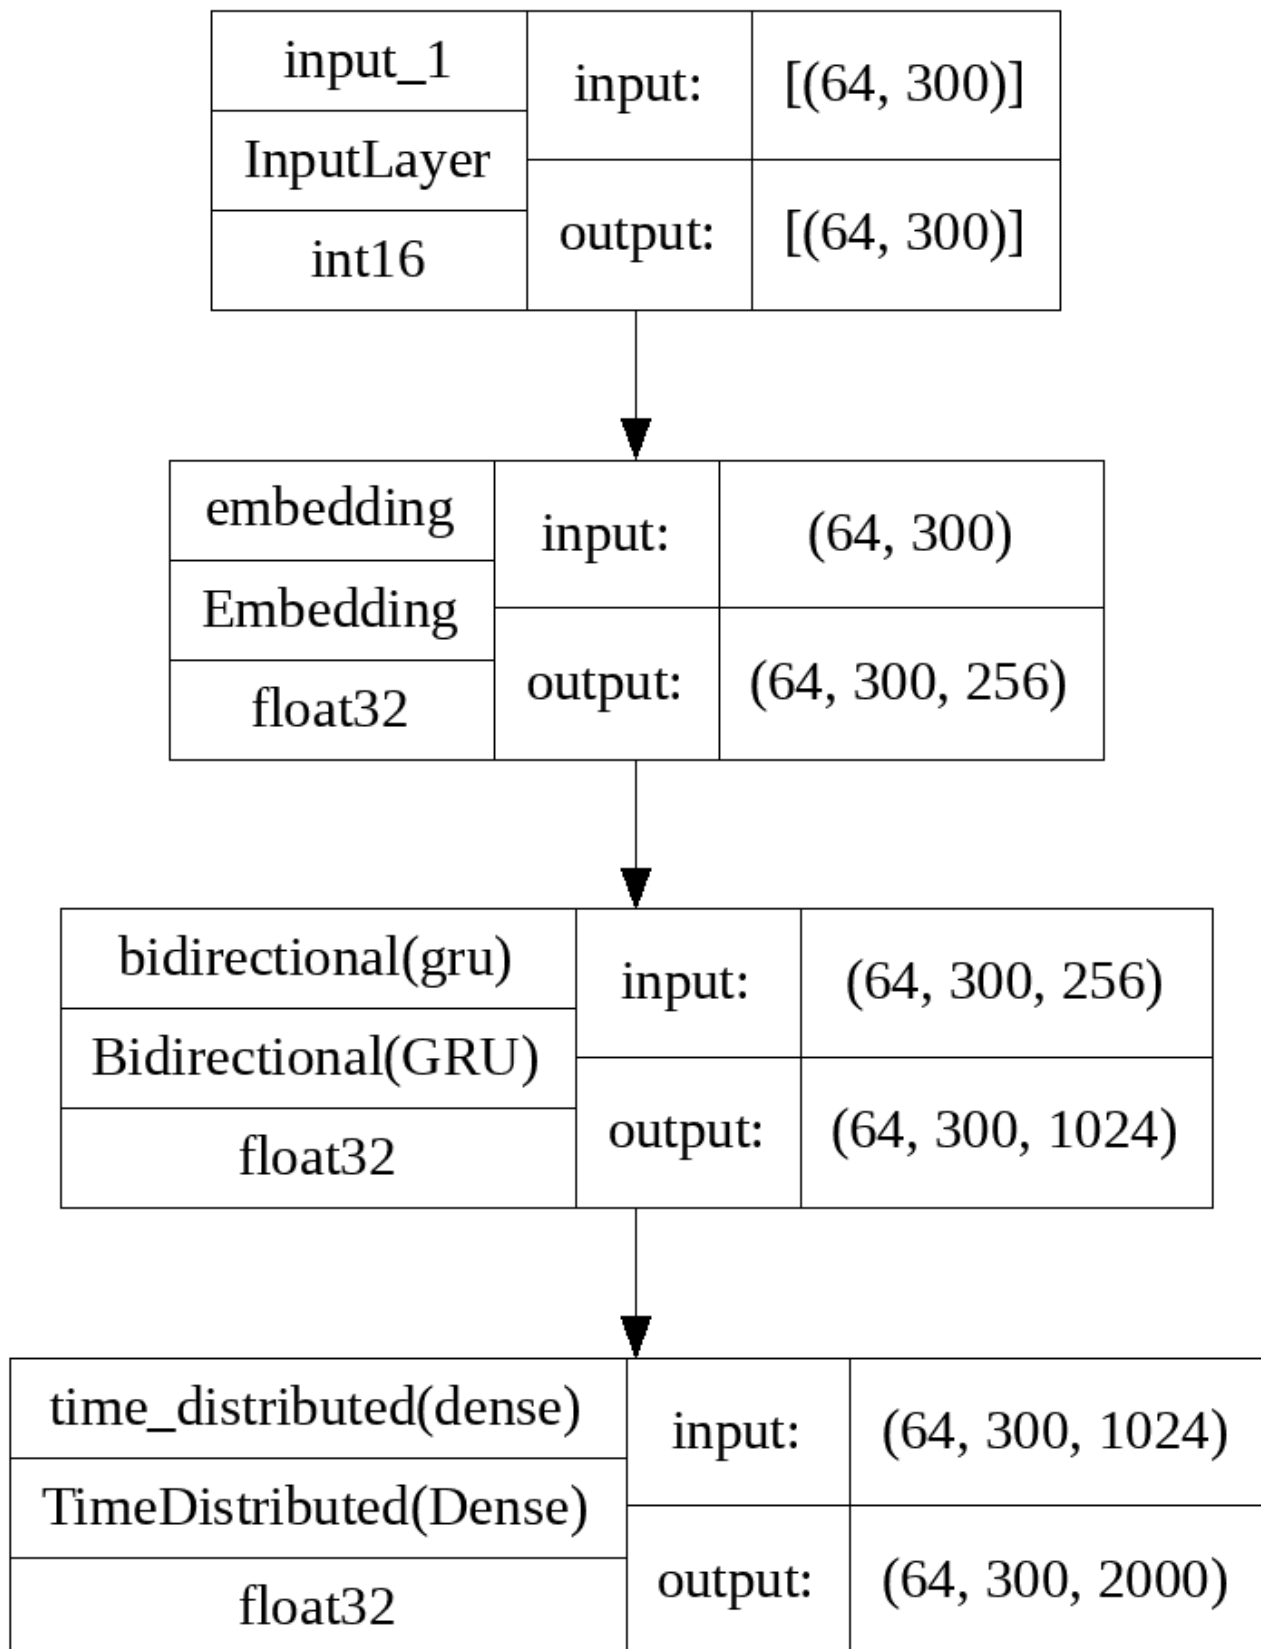 input_1
InputLayer
int16
input:
[(64, 300)]
output:
[(64, 300)]
embedding
Embedding
float32
input:
(64, 300)
output:
(64, 300, 256)
bidirectional(gru)
Bidirectional(GRU)
float32
input:
(64, 300, 256)
output:
(64, 300, 1024)
time_distributed(dense)
TimeDistributed(Dense)
float32
input:
(64, 300, 1024)
output:
(64, 300, 2000)